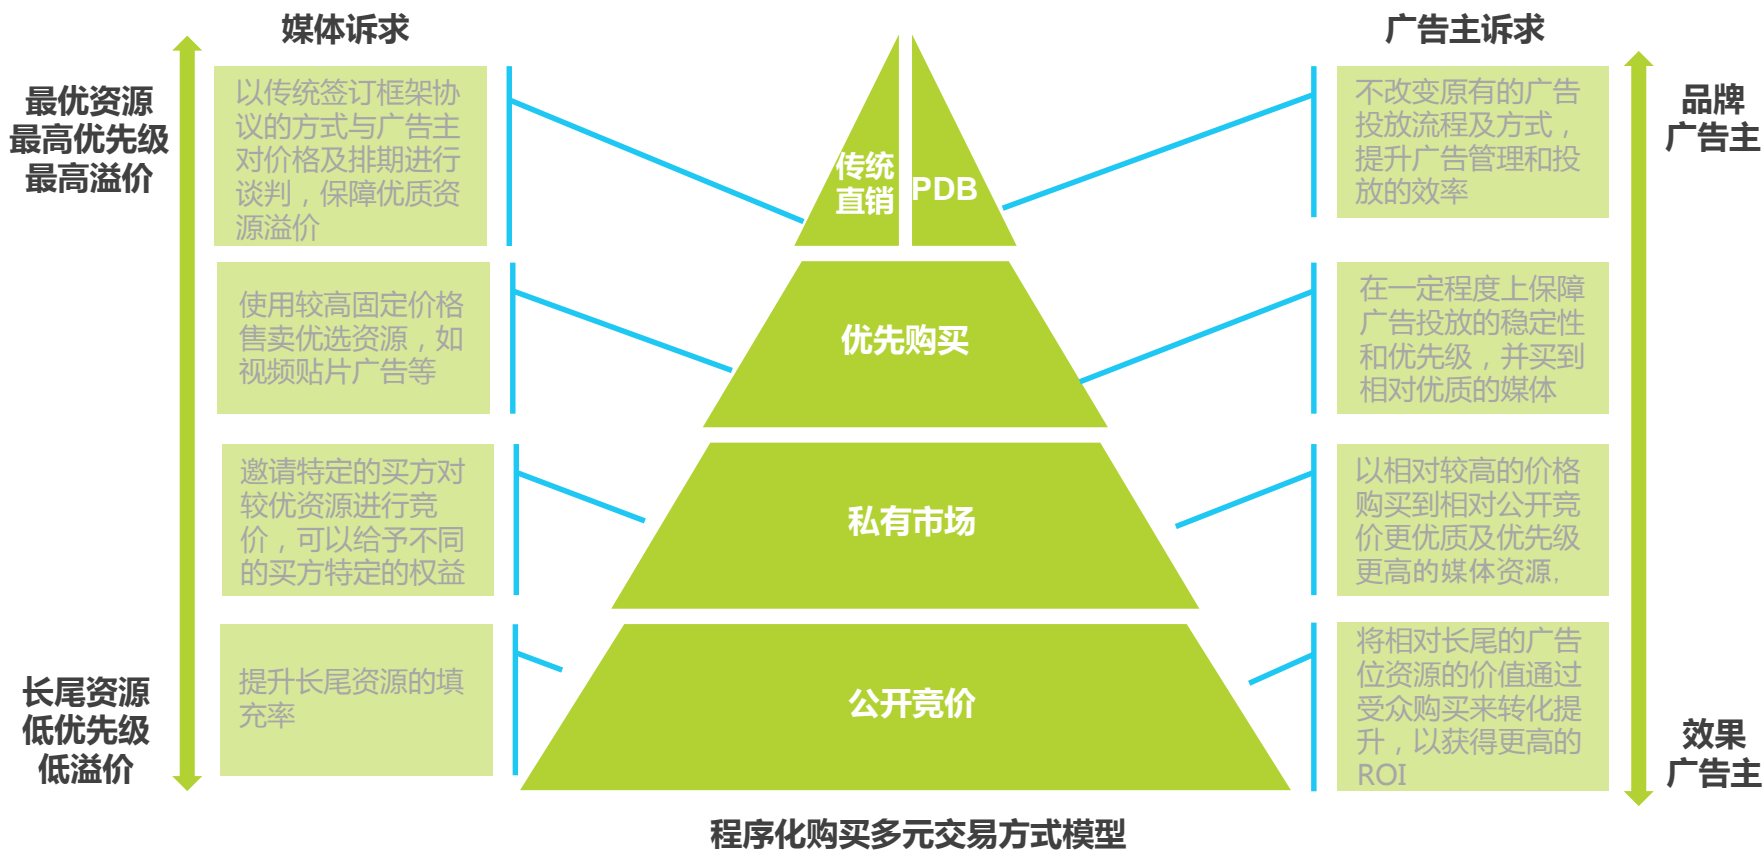 媒体诉求
广告主诉求
最优资源
最高优先级
最高溢价
以传统签订框架协
议的方式与广告主
对价格及排期进行
谈判，保障优质资
源溢价
传统
直销
PDB
不改变原有的广告
投放流程及方式，
提升广告管理和投
放的效率
品牌
广告主
使用较高固定价格
售卖优选资源，如
视频贴片广告等
优先购买
在一定程度上保障
广告投放的稳定性
和优先级，并买到
相对优质的媒体
邀请特定的买方对
较优资源进行竞
价，可以给予不同
的买方特定的权益
私有市场
以相对较高的价格
购买到相对公开竞
价更优质及优先级
更高的媒体资源，
长尾资源
低优先级
低溢价
提升长尾资源的填
充率
公开竞价
将相对长尾的广告
位资源的价值通过
受众购买来转化提
升，以获得更高的
ROI
效果
广告主
程序化购买多元交易方式模型